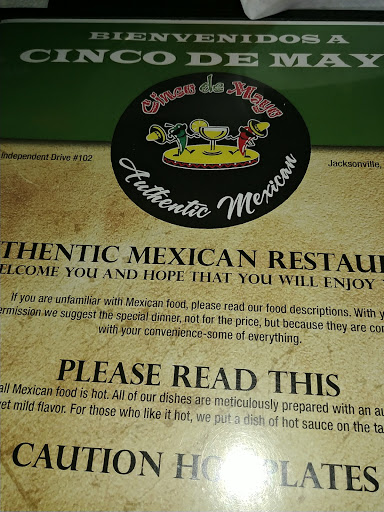 BIENVENIDOS A
CINCO DE MAY
Cinco de Mayo
Authentic Mexican
Independent Drive #102
Jacksonville,
THENTIC MEXICAN RESTAU
ELCOME YOU AND HOPE THAT YOU WILL ENJOY
If you are unfamiliar with Mexican food, please read our food descriptions. With y
ermission we suggest the special dinner, not for the price, but because they are co
with your convenience-some of everything.
PLEASE READ THIS
all Mexican food is hot. All of our dishes are meticulously prepared with an au
et mild flavor. For those who like it hot, we put a dish of hot sauce on the ta
CAUTION HO PLATES